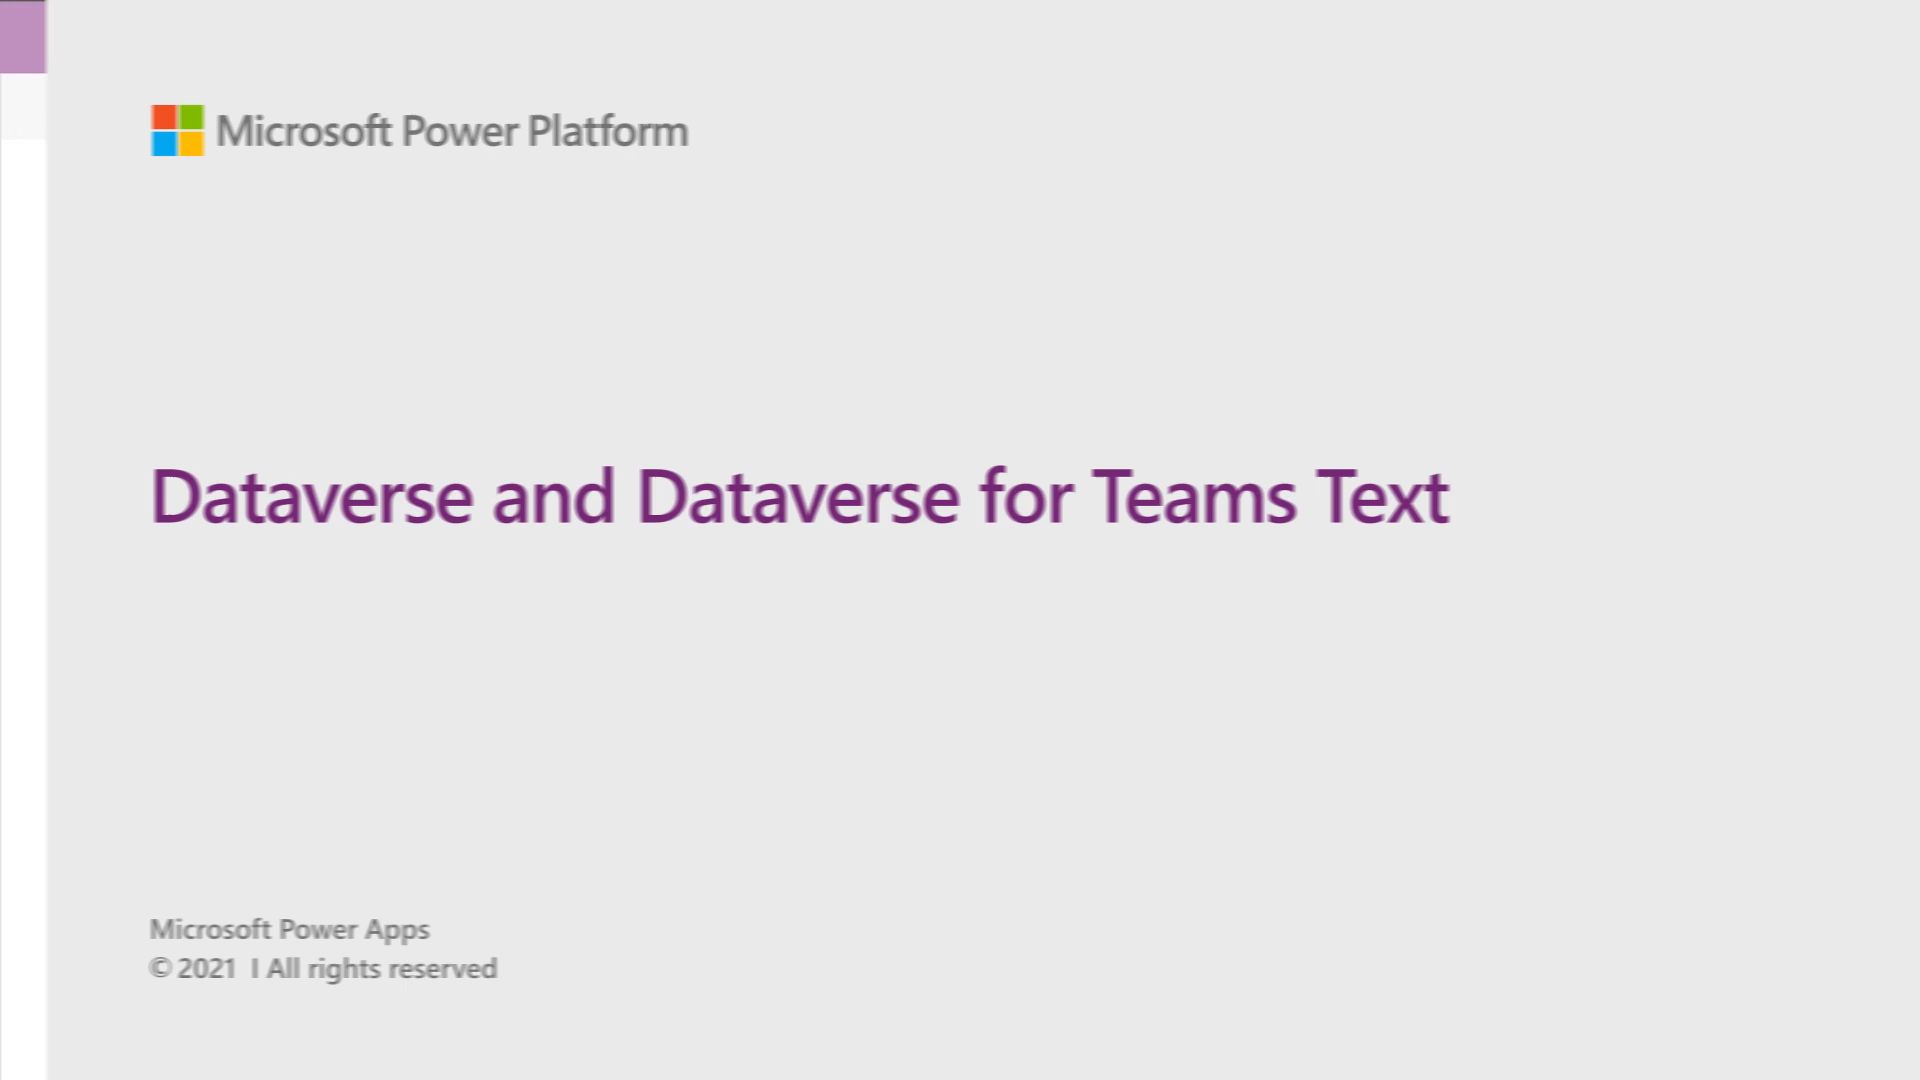 Microsoft Power Platform
Dataverse and Dataverse for Teams Text
Microsoft Power Apps
© 2021 I All rights reserved